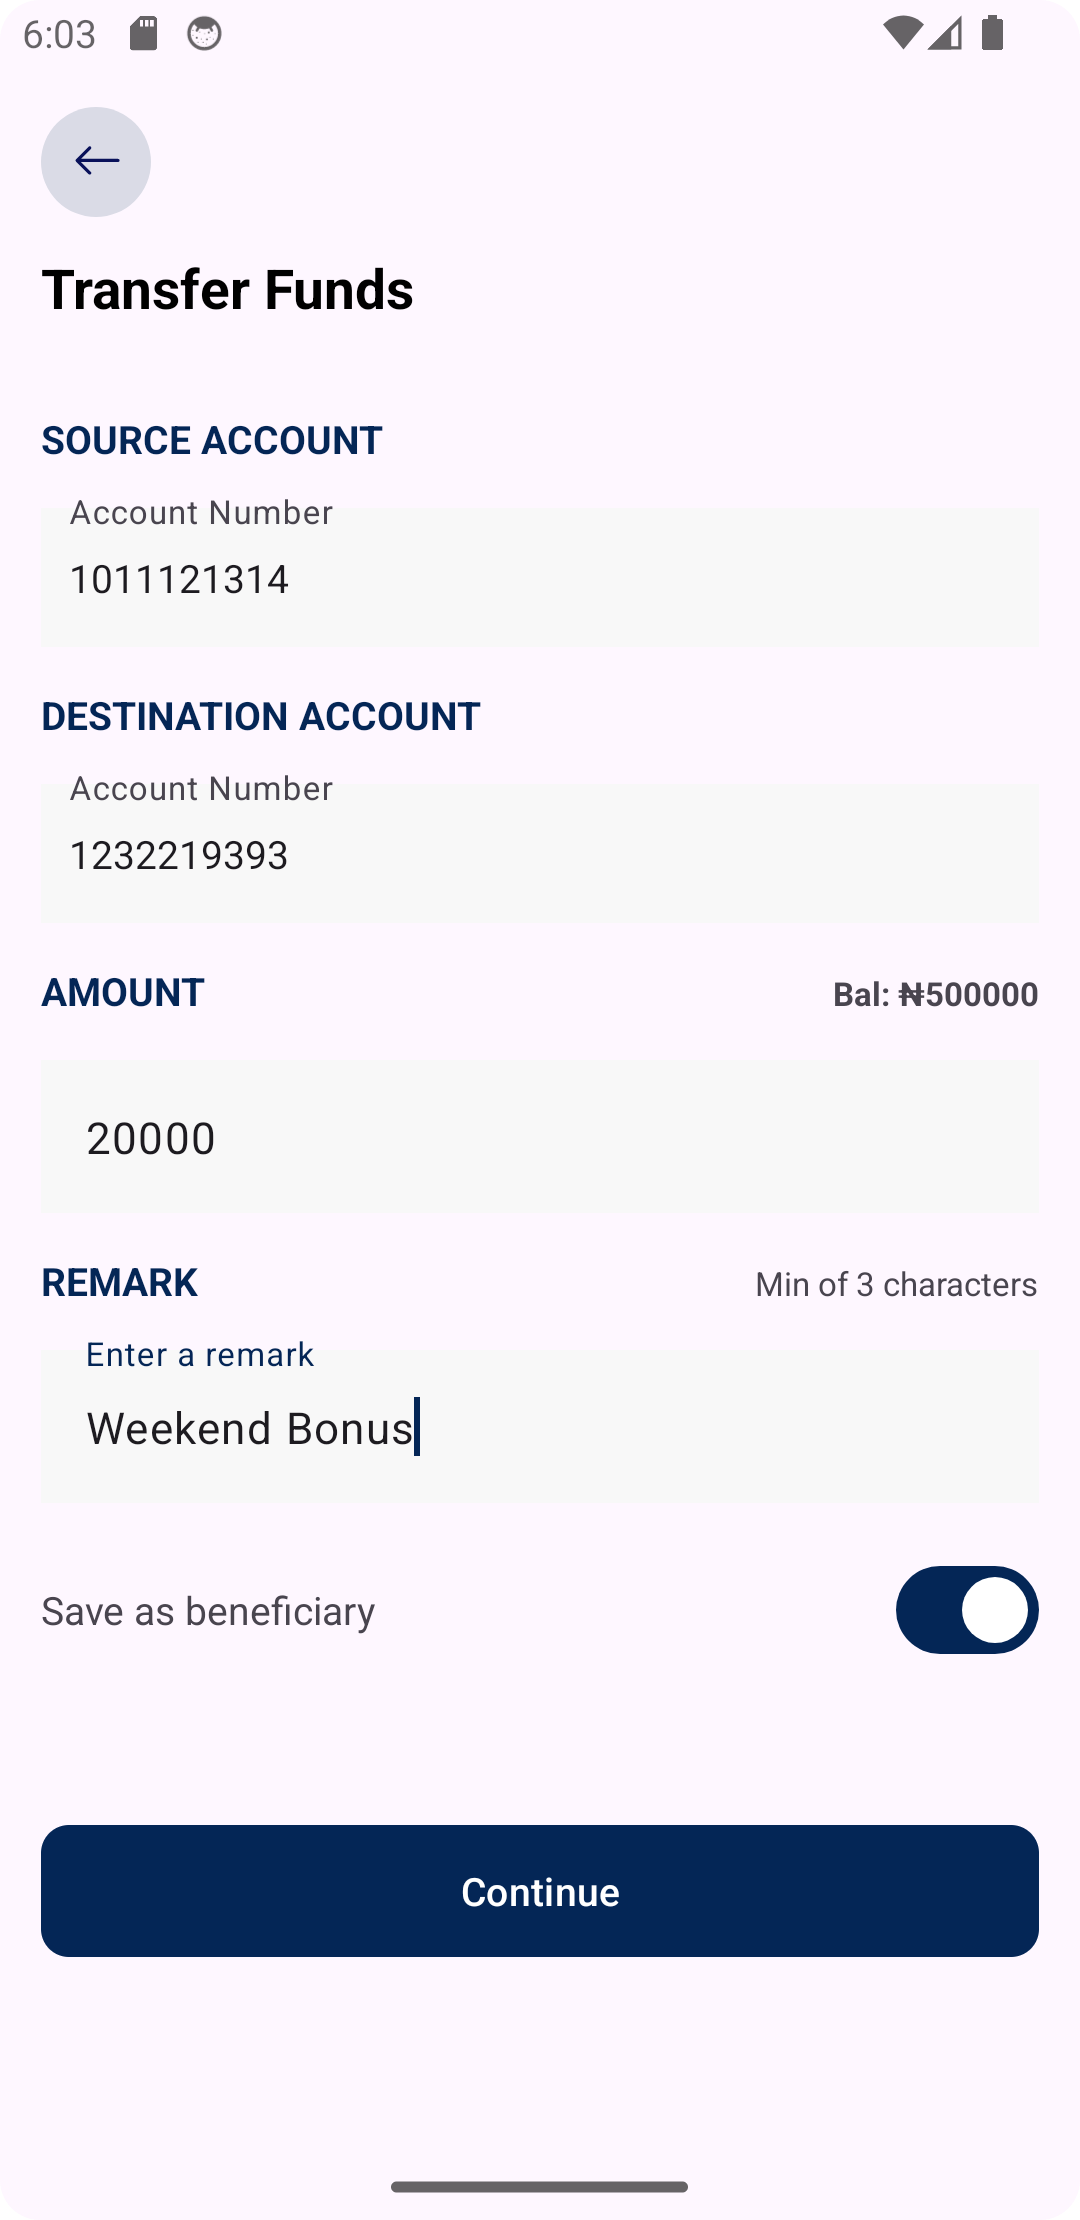 6:03
Transfer Funds
SOURCE ACCOUNT
Account Number
1011121314
DESTINATION ACCOUNT
Account Number
1232219393
AMOUNT
Bal: ₦500000
20000
REMARK
Min of 3 characters
Enter a remark
Weekend Bonus
Save as beneficiary
Continue